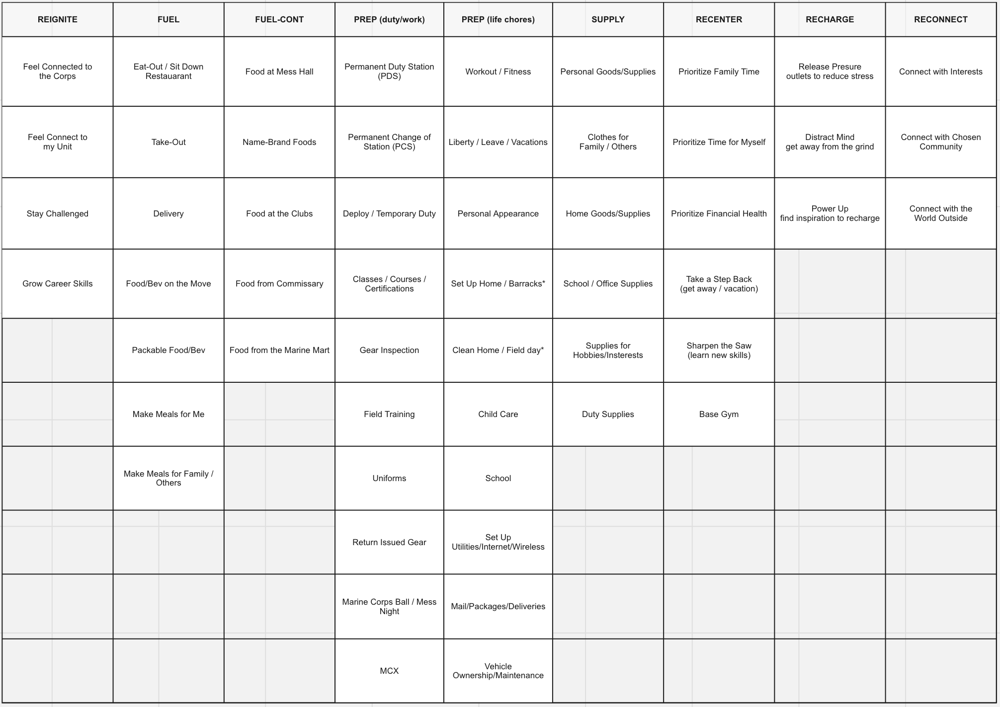 REIGNITE
FUEL
FUEL-CONT
PREP (duty/work)
PREP (life chores)
SUPPLY
RECENTER
RECHARGE
RECONNECT
Feel Connected to
the Corps
Eat-Out / Sit Down
Restauarant
Food at Mess Hall
Permanent Duty Station
(PDS)
Workout / Fitness
Personal Goods/Supplies
Prioritize Family Time
Release Presure
outlets to reduce stress
Connect with Interests
Feel Connect to
my Unit
Take-Out
Name-Brand Foods
Permanent Change of
Station (PCS)
Liberty / Leave / Vacations
Clothes for
Family / Others
Prioritize Time for Myself
Distract Mind
get away from the grind
Connect with Chosen
Community
Stay Challenged
Delivery
Food at the Clubs
Deploy / Temporary Duty
Personal Appearance
Home Goods/Supplies
Prioritize Financial Health
Power Up
find inspiration to recharge
Connect with the
World Outside
Grow Career Skills
Food/Bev on the Move
Food from Commissary
Classes / Courses /
Certifications
Set Up Home / Barracks*
School / Office Supplies
Take a Step Back
(get away / vacation)
Packable Food/Bev
Food from the Marine Mart
Gear Inspection
Clean Home / Field day*
Supplies for
Hobbies/Insterests
Sharpen the Saw
(learn new skills)
Make Meals for Me
Field Training
Child Care
Duty Supplies
Base Gym
Make Meals for Family /
Others
Uniforms
School
Return Issued Gear
Set Up
Utilities/Internet/Wireless
Marine Corps Ball / Mess
Night
Mail/Packages/Deliveries
MCX
Vehicle
Ownership/Maintenance